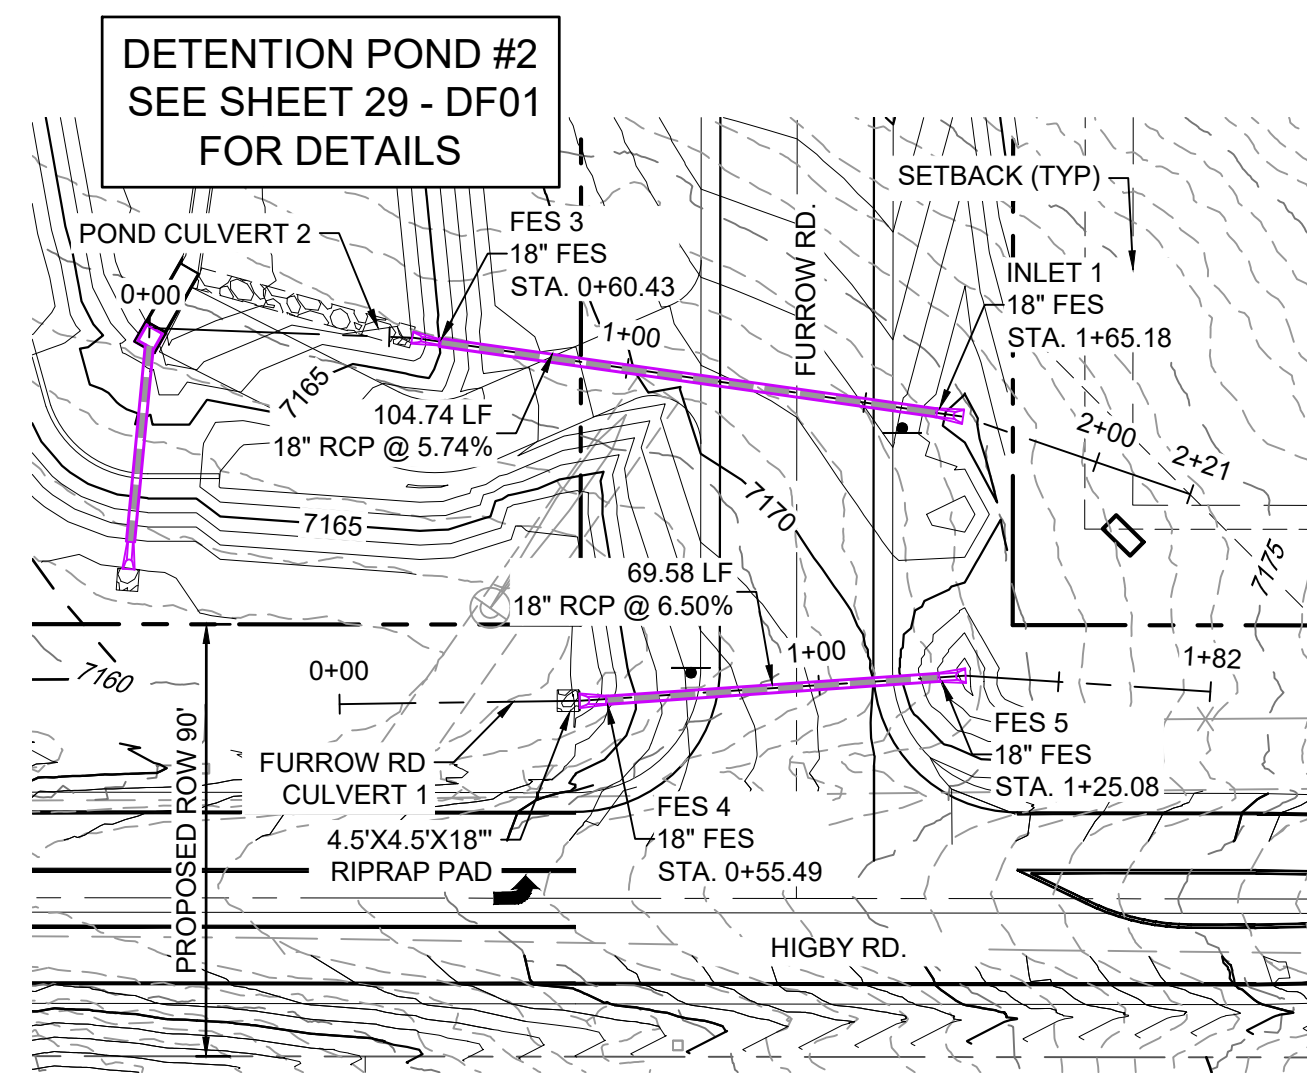 DETENTION POND #2
SEE SHEET 29 - DF01
FOR DETAILS
SETBACK (TYP)
POND CULVERT 2
FES 3
18" FES
STA. 0+60.43
FURROW RD.
INLET 1
18" FES
STA. 1+65.18
0+00
1+00
7165
104.74 LF
18" RCP @ 5.74%
2+00
2+21
7165
7170
7175
69.58 LF
18" RCP @ 6.50%
7160
0+00
1+00
1+82
PROPOSED ROW 90'
FURROW RD
CULVERT 1
FES 5
18" FES
STA. 1+25.08
4.5'X4.5'X18"'
RIPRAP PAD
FES 4
18" FES
STA. 0+55.49
HIGBY RD.